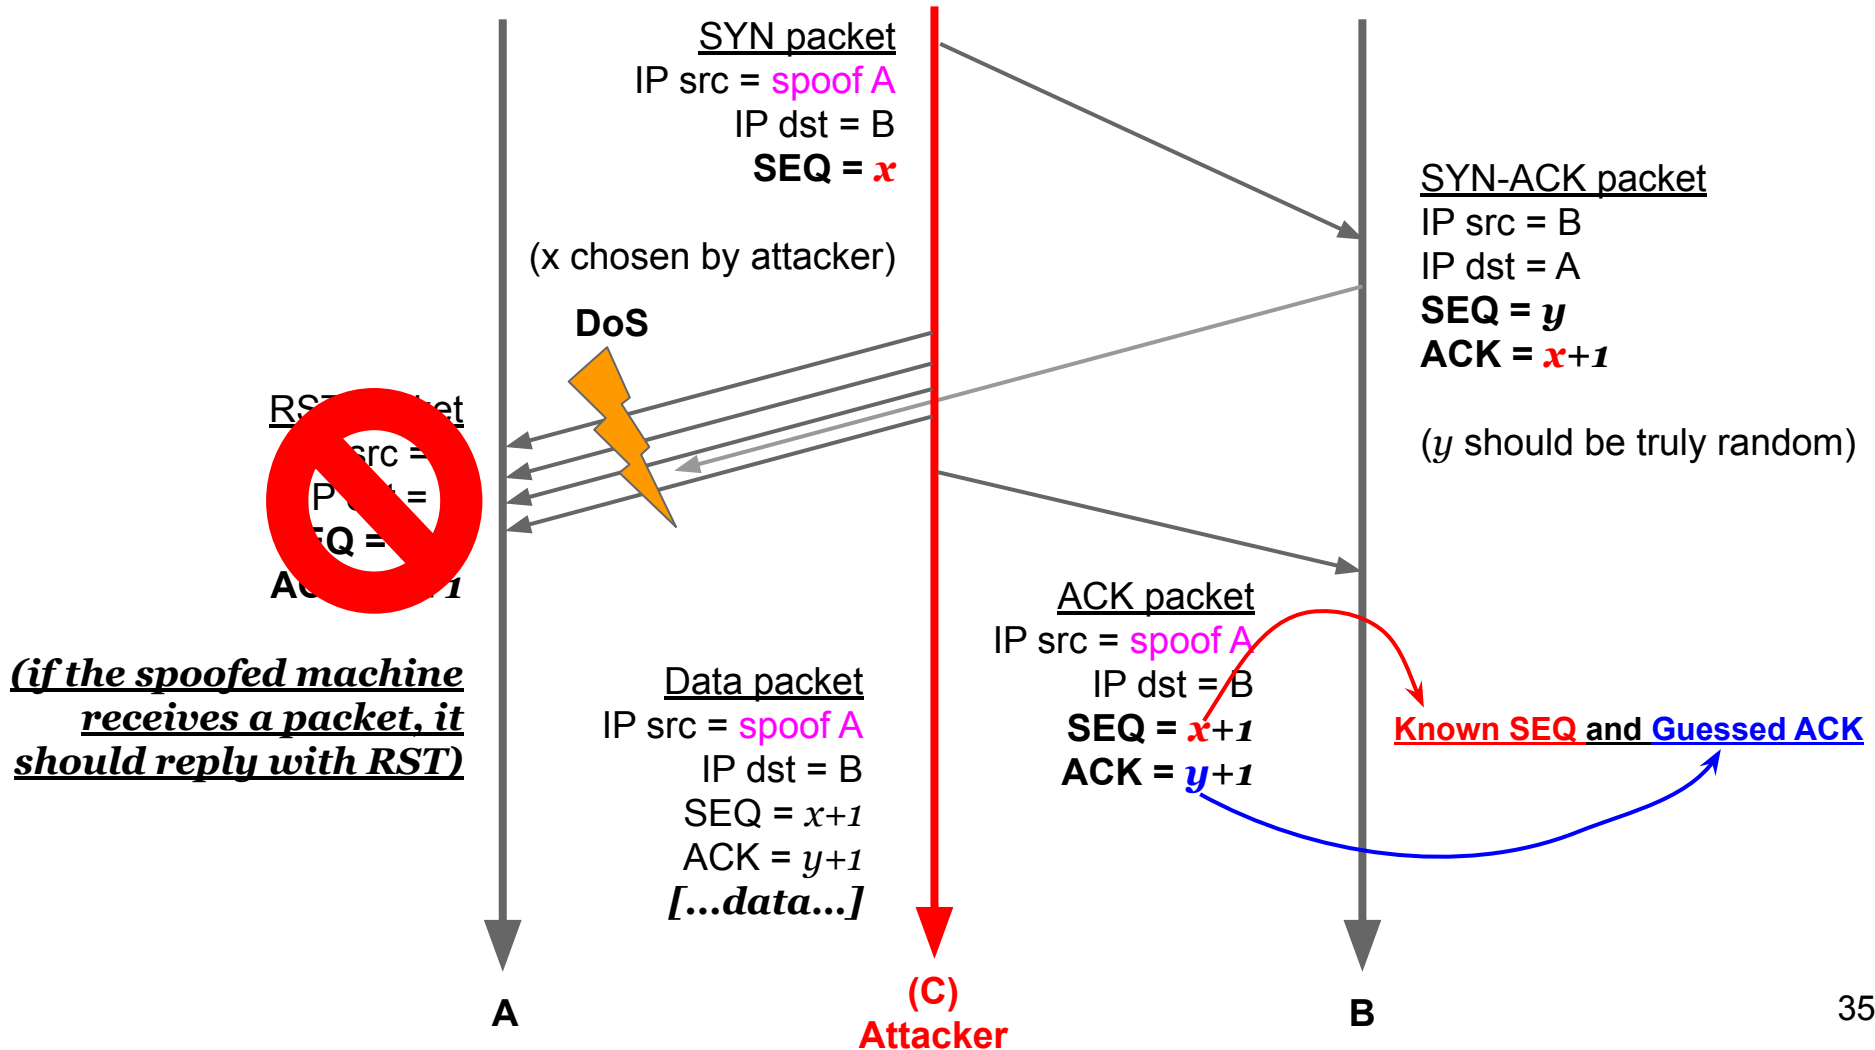 SYN packet
IP src = spoof A
IP dst = B
SEQ = x
(x chosen by attacker)
DoS
SYN-ACK packet
IP src = B
IP dst = A
SEQ = y
ACK = x+1
(y should be truly random)
src =
=
=
1
(if the spoofed machine
receives a packet, it
should reply with RST)
Data packet
IP src = spoof A
IP dst = B
SEQ = x+1
ACK = y+1
[...data...]
ACK packet
IP src = spoof A
IP dst = B
SEQ = x+1
ACK = y+1
Known SEQ and Guessed ACK
A
(C)
Attacker
B
35